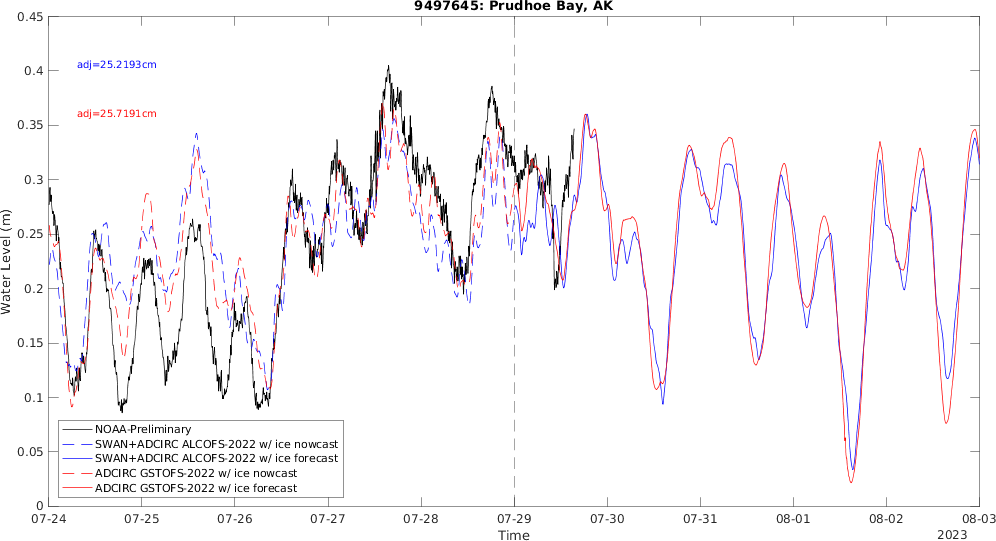 9497645: Prudhoe Bay, AK
0.45
0.4
0.35
0.3
0.25
0.2
0.15
0.1
0.05
0
Water Level (m)
adj=25.2193cm
adj=25.7191cm
NOAA-Preliminary
SWAN+ADCIRC ALCOFS-2022 w/ ice nowcast
SWAN+ADCIRC ALCOFS-2022 w/ ice forecast
ADCIRC GSTOFS-2022 w/ ice nowcast
ADCIRC GSTOFS-2022 w/ ice forecast
07-24 07-25 07-26 07-27 07-28 07-29 07-30 07-31 08-01 08-02 08-03
Time
2023